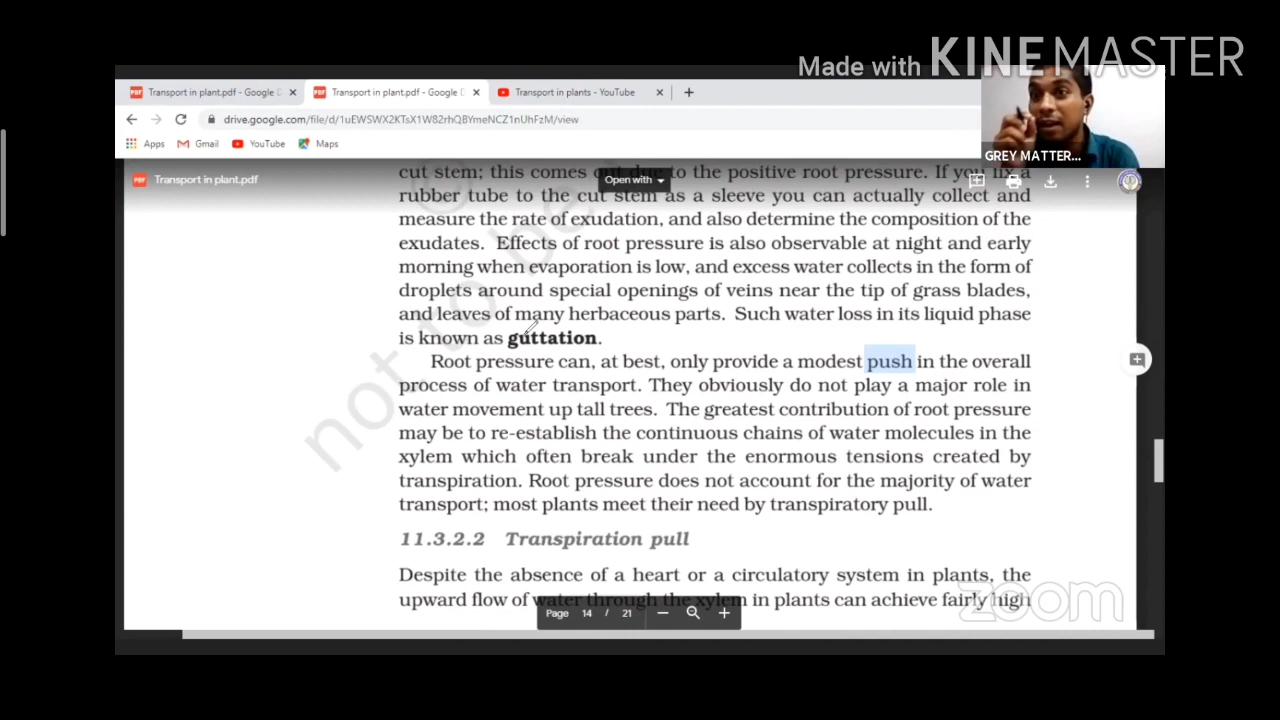 Made with KINEMASTER
Transport in plant.pdf - Google D
Transport in plant.pdf - Google D
Transport in plants - YouTube
drive.google.com/file/d/1uEWSWX2KTsX1W82rhQBYmeNCZ1nUhFzM/view
Apps Gmail YouTube Maps
GREY MATTER...
Transport in plant.pdf
Open with
cut stem; this comes out due to the positive root pressure. If you fix a
rubber tube to the cut stem as a sleeve you can actually collect and
measure the rate of exudation, and also determine the composition of the
exudates. Effects of root pressure is also observable at night and early
morning when evaporation is low, and excess water collects in the form of
droplets around special openings of veins near the tip of grass blades,
and leaves of many herbaceous parts. Such water loss in its liquid phase
is known as guttation.
Root pressure can, at best, only provide a modest push in the overall
process of water transport. They obviously do not play a major role in
water movement up tall trees. The greatest contribution of root pressure
may be to re-establish the continuous chains of water molecules in the
xylem which often break under the enormous tensions created by
transpiration. Root pressure does not account for the majority of water
transport; most plants meet their need by transpiratory pull.
11.3.2.2 Transpiration pull
Despite the absence of a heart or a circulatory system in plants, the
upward flow of water through the xylem in plants can achieve fairly high
Page 14 / 21
zoom
© not to be